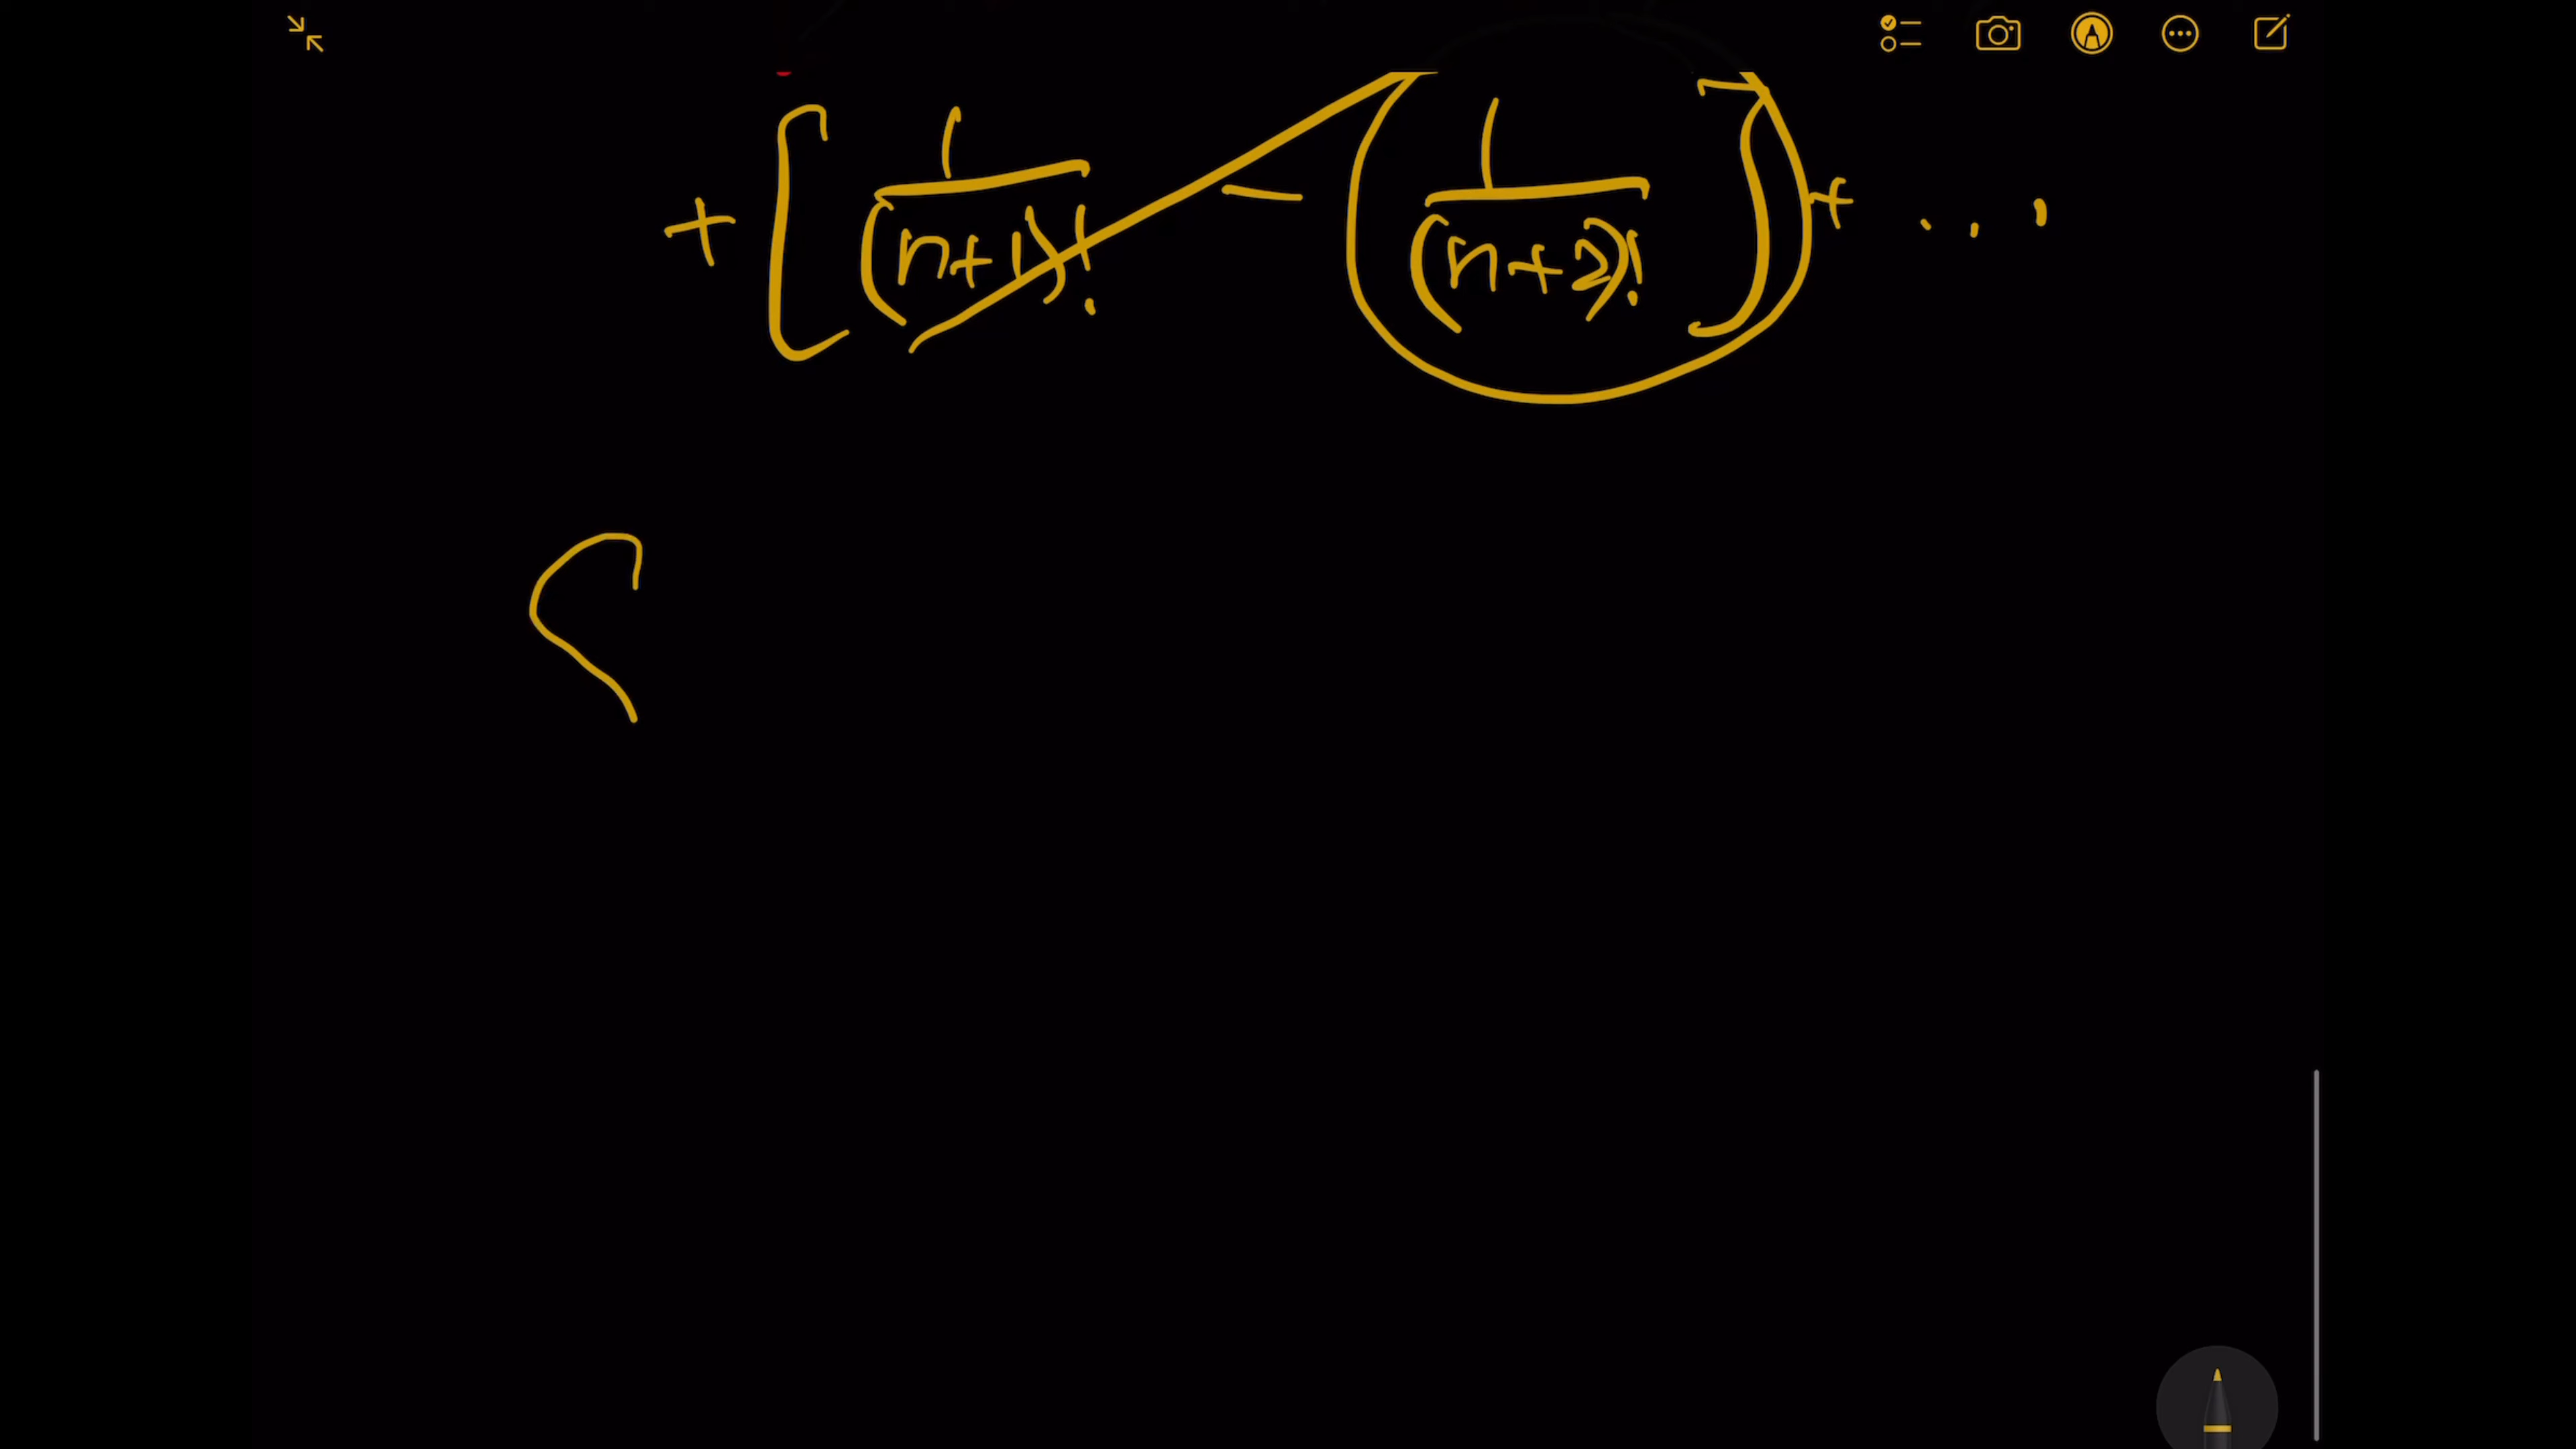 + [ 1/(n+1)! - 1/(n+2)! ] + ...
S